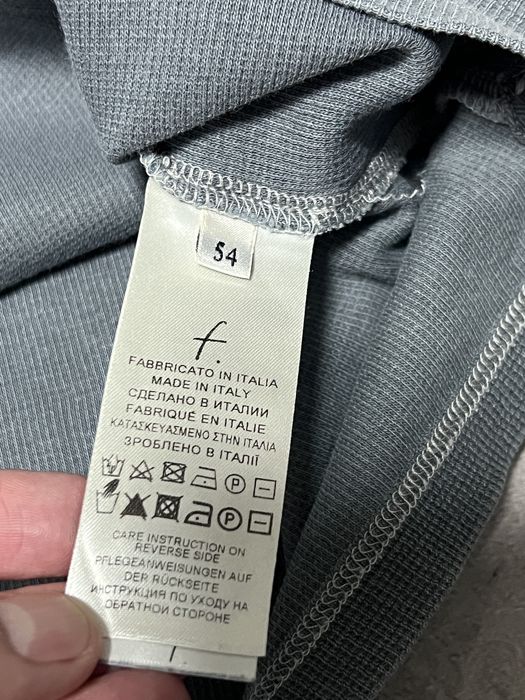 54
f.
FABBRICATO IN ITALIA
MADE IN ITALY
СДЕЛАНО В ИТАЛИИ
FABRIQUÉ EN ITALIE
ΚΑΤΑΣΚΕΥΑΣΜΕΝΟ ΣΤΗΝ ΙΤΑΛΙΑ
ЗРОБЛЕНО В ІТАЛІЇ
P
P
CARE INSTRUCTION ON
REVERSE SIDE
PFLEGEANWEISUNGEN AUF
DER RÜCKSEITE
ИНСТРУКЦИЯ ПО УХОДУ НА
ОБРАТНОЙ СТОРОНЕ